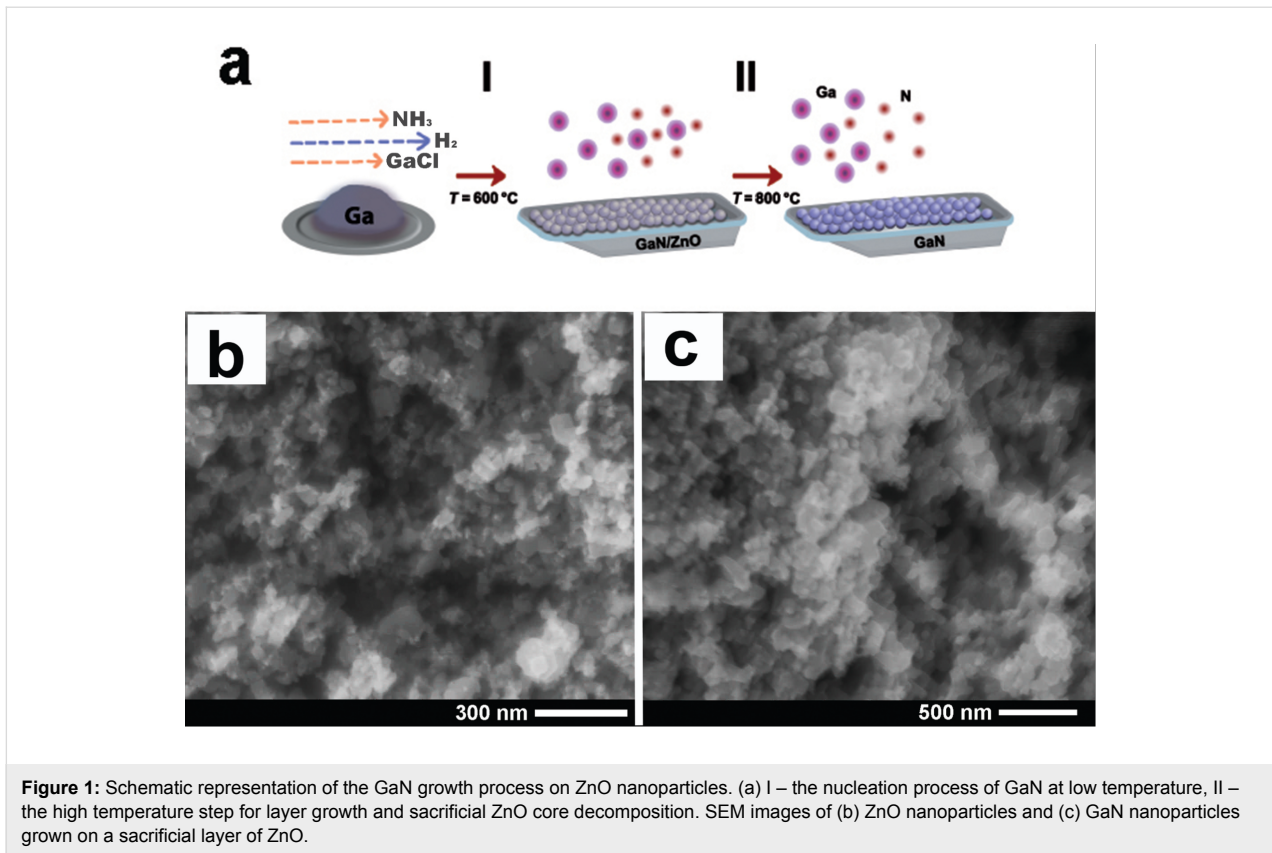 a
I
II
Ga
N
NH₃
H₂
GaCl
T = 600 °C
T = 800 °C
Ga
GaN/ZnO
GaN
b
c
300 nm
500 nm
Figure 1: Schematic representation of the GaN growth process on ZnO nanoparticles. (a) I – the nucleation process of GaN at low temperature, II –
the high temperature step for layer growth and sacrificial ZnO core decomposition. SEM images of (b) ZnO nanoparticles and (c) GaN nanoparticles
grown on a sacrificial layer of ZnO.